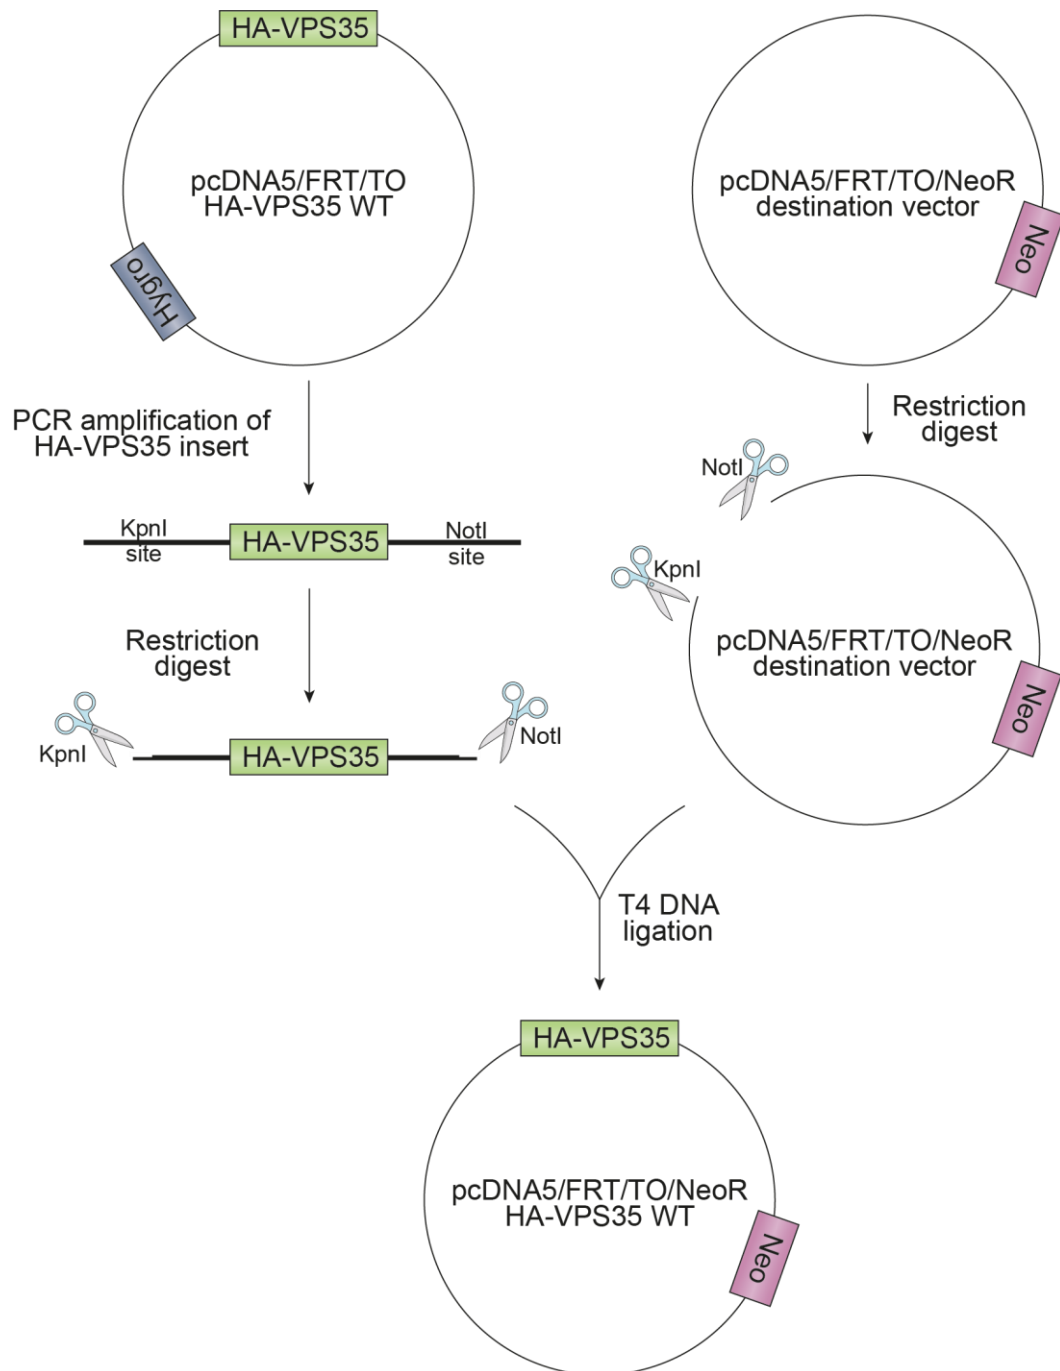 HA-VPS35
pcDNA5/FRT/TO
HA-VPS35 WT
Hygro
pcDNA5/FRT/TO/NeoR
destination vector
Neo
PCR amplification of
HA-VPS35 insert
Restriction
digest
KpnI
site
HA-VPS35
NotI
site
NotI
KpnI
pcDNA5/FRT/TO/NeoR
destination vector
Neo
Restriction
digest
KpnI
HA-VPS35
NotI
T4 DNA
ligation
HA-VPS35
pcDNA5/FRT/TO/NeoR
HA-VPS35 WT
Neo